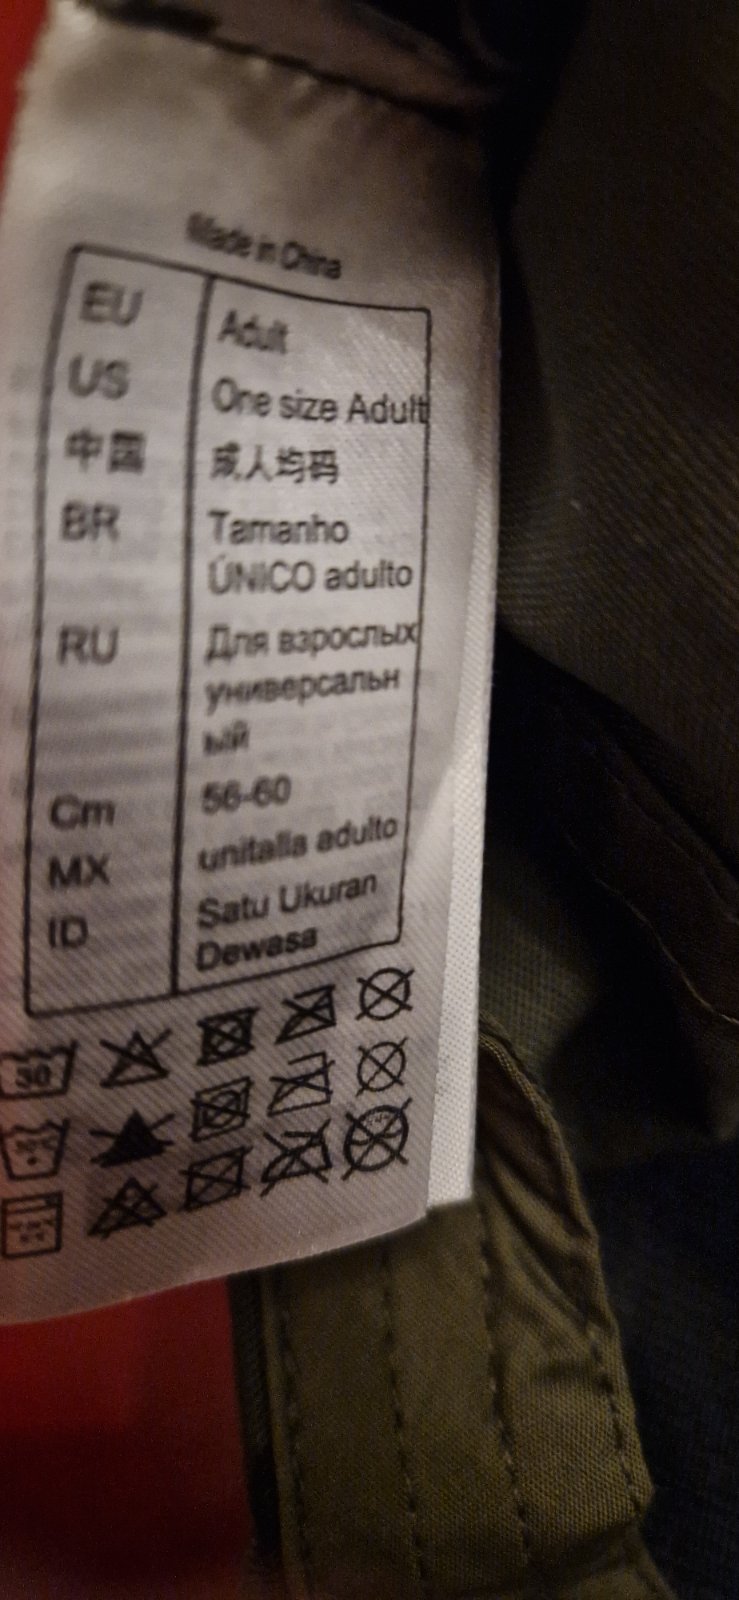 Made in China
EU Adult
US One size Adult
中国 成人均码
BR Tamanho
ÚNICO adulto
RU Для взрослых
универсальн
ый
Cm 56-60
MX unitalla adulto
ID Satu Ukuran
Dewasa
30